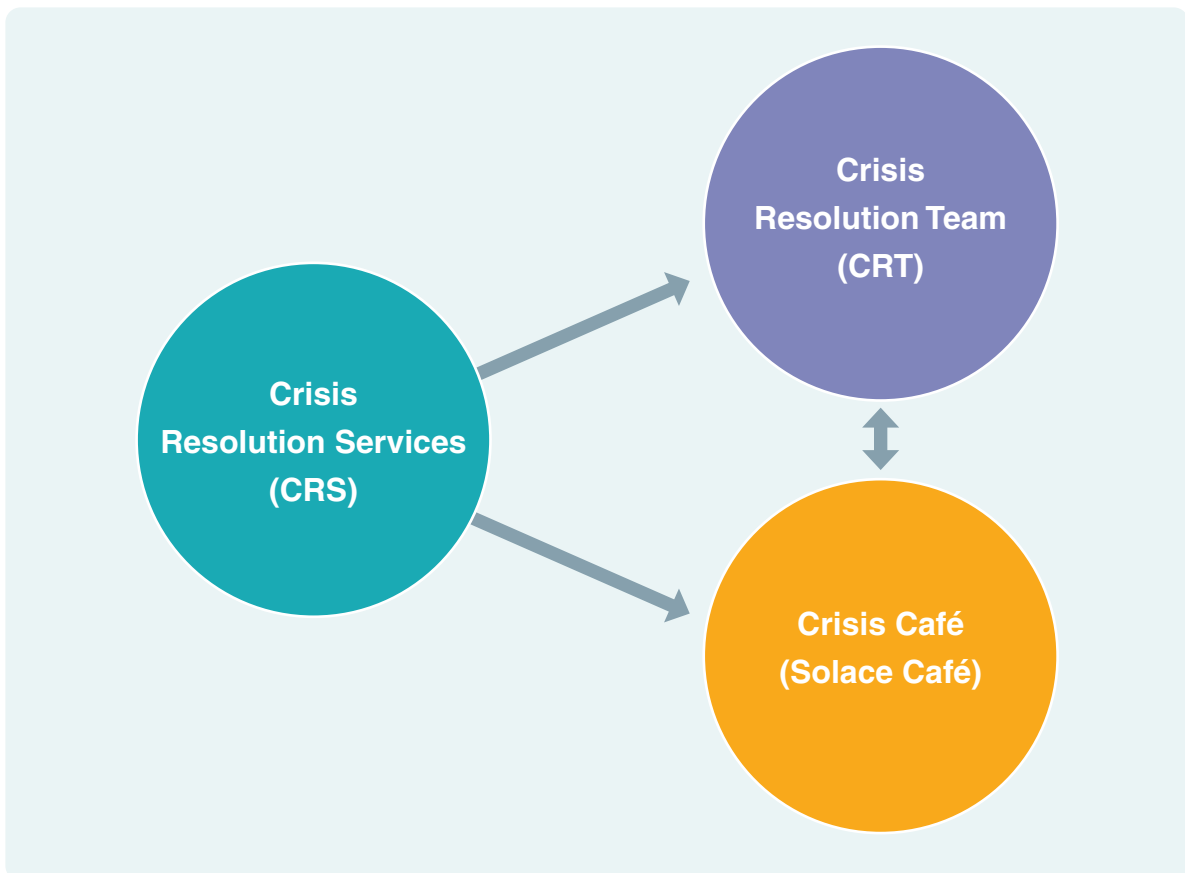 Crisis
Resolution Team
(CRT)
Crisis
Resolution Services
(CRS)
Crisis Café
(Solace Café)